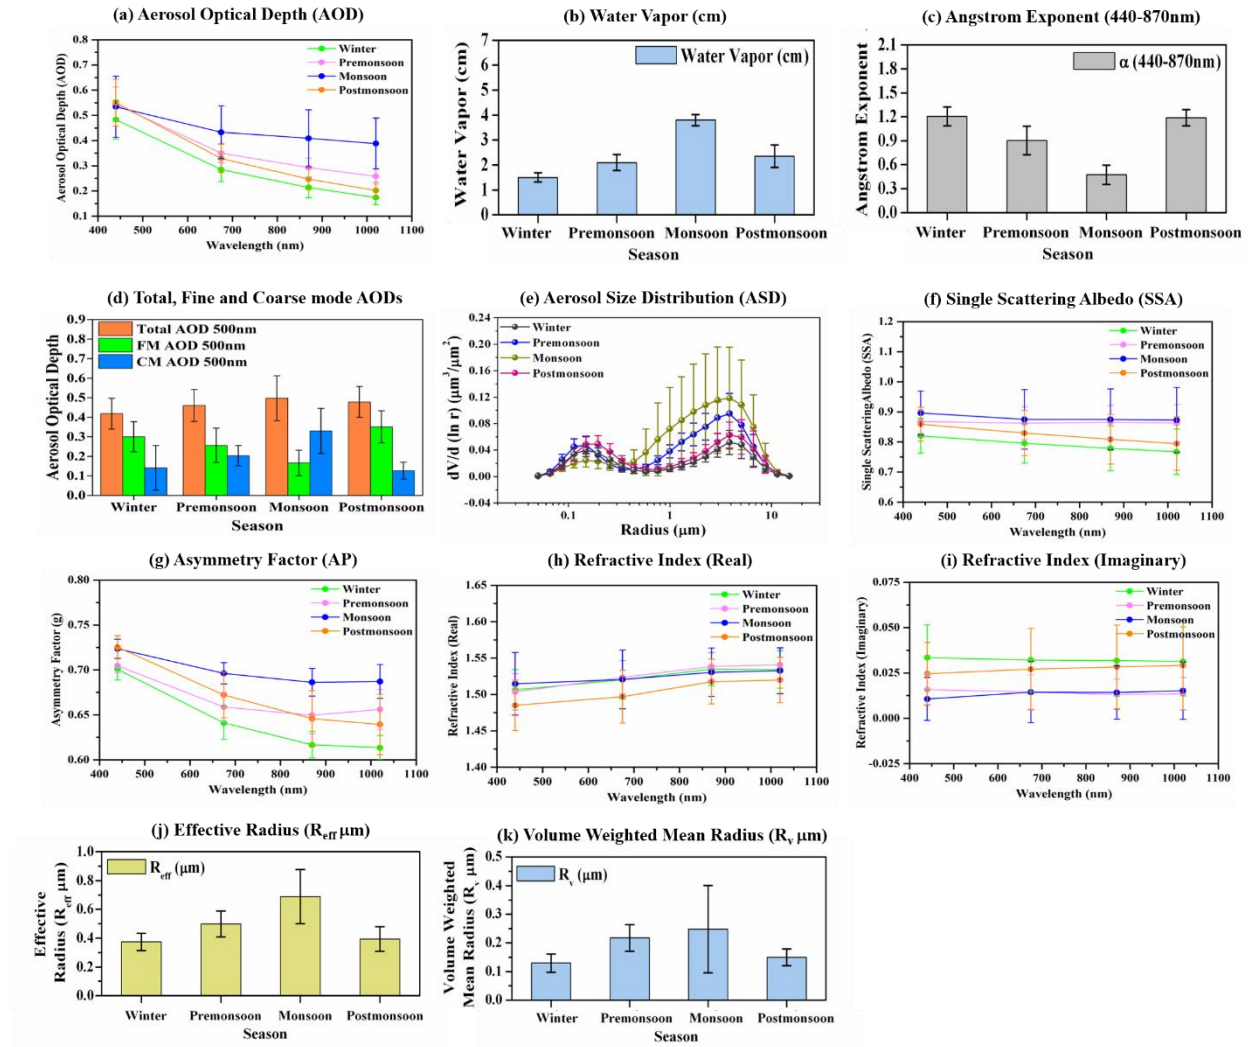 (a) Aerosol Optical Depth (AOD)
Aerosol Optical Depth (AOD)
0.8
0.7
0.6
0.5
0.4
0.3
0.2
0.1
Winter
Premonsoon
Monsoon
Postmonsoon
400 500 600 700 800 900 1000 1100
Wavelength (nm)
(b) Water Vapor (cm)
Water Vapor (cm)
7
6
5
4
3
2
1
0
Water Vapor (cm)
Winter Premonsoon Monsoon Postmonsoon
Season
(c) Angstrom Exponent (440-870nm)
Angstrom Exponent
2.1
1.8
1.5
1.2
0.9
0.6
0.3
0.0
α (440-870nm)
Winter Premonsoon Monsoon Postmonsoon
Season
(d) Total, Fine and Coarse mode AODs
Aerosol Optical Depth
0.9
0.8
0.7
0.6
0.5
0.4
0.3
0.2
0.1
0.0
Total AOD 500nm
FM AOD 500nm
CM AOD 500nm
Winter Premonsoon Monsoon Postmonsoon
Season
(e) Aerosol Size Distribution (ASD)
dV/d (ln r) (μm³/μm²)
0.24
0.20
0.16
0.12
0.08
0.04
0.00
-0.04
Winter
Premonsoon
Monsoon
Postmonsoon
0.1 1 10
Radius (μm)
(f) Single Scattering Albedo (SSA)
Single Scattering Albedo (SSA)
1.2
1.1
1.0
0.9
0.8
0.7
0.6
Winter
Premonsoon
Monsoon
Postmonsoon
400 500 600 700 800 900 1000 1100
Wavelength (nm)
(g) Asymmetry Factor (AP)
Asymmetry Factor (g)
0.80
0.75
0.70
0.65
0.60
Winter
Premonsoon
Monsoon
Postmonsoon
400 500 600 700 800 900 1000 1100
Wavelength (nm)
(h) Refractive Index (Real)
Refractive Index (Real)
1.65
1.60
1.55
1.50
1.45
1.40
Winter
Premonsoon
Monsoon
Postmonsoon
400 500 600 700 800 900 1000 1100
Wavelength (nm)
(i) Refractive Index (Imaginary)
Refractive Index (Imaginary)
0.075
0.050
0.025
0.000
-0.025
Winter
Premonsoon
Monsoon
Postmonsoon
400 500 600 700 800 900 1000 1100
Wavelength (nm)
(j) Effective Radius (Reff μm)
Effective
Radius (Reff μm)
1.0
0.8
0.6
0.4
0.2
0.0
Reff (μm)
Winter Premonsoon Monsoon Postmonsoon
Season
(k) Volume Weighted Mean Radius (Rv μm)
Volume Weighted
Mean Radius (Rv μm)
0.5
0.4
0.3
0.2
0.1
0.0
Rv (μm)
Winter Premonsoon Monsoon Postmonsoon
Season